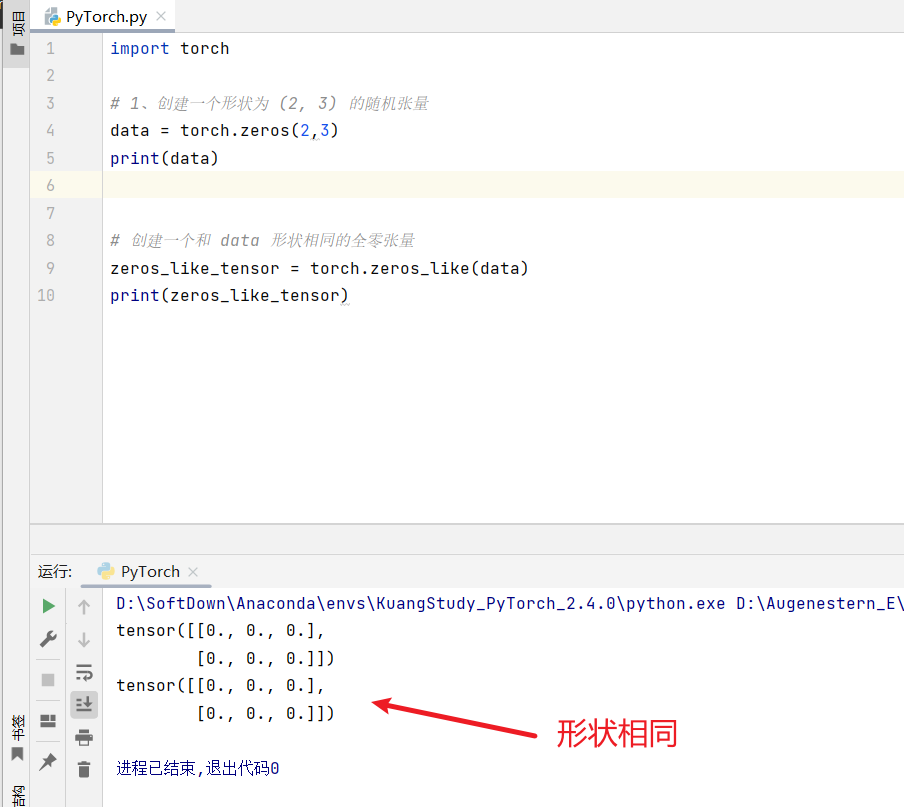 项目
PyTorch.py
1 import torch
2
3 # 1、创建一个形状为 (2, 3) 的随机张量
4 data = torch.zeros(2,3)
5 print(data)
6
7
8 # 创建一个和 data 形状相同的全零张量
9 zeros_like_tensor = torch.zeros_like(data)
10 print(zeros_like_tensor)
运行: PyTorch
D:\SoftDown\Anaconda\envs\KuangStudy_PyTorch_2.4.0\python.exe D:\Augenestern_E\
tensor([[0., 0., 0.],
[0., 0., 0.]])
tensor([[0., 0., 0.],
[0., 0., 0.]])
形状相同
进程已结束,退出代码0
书签